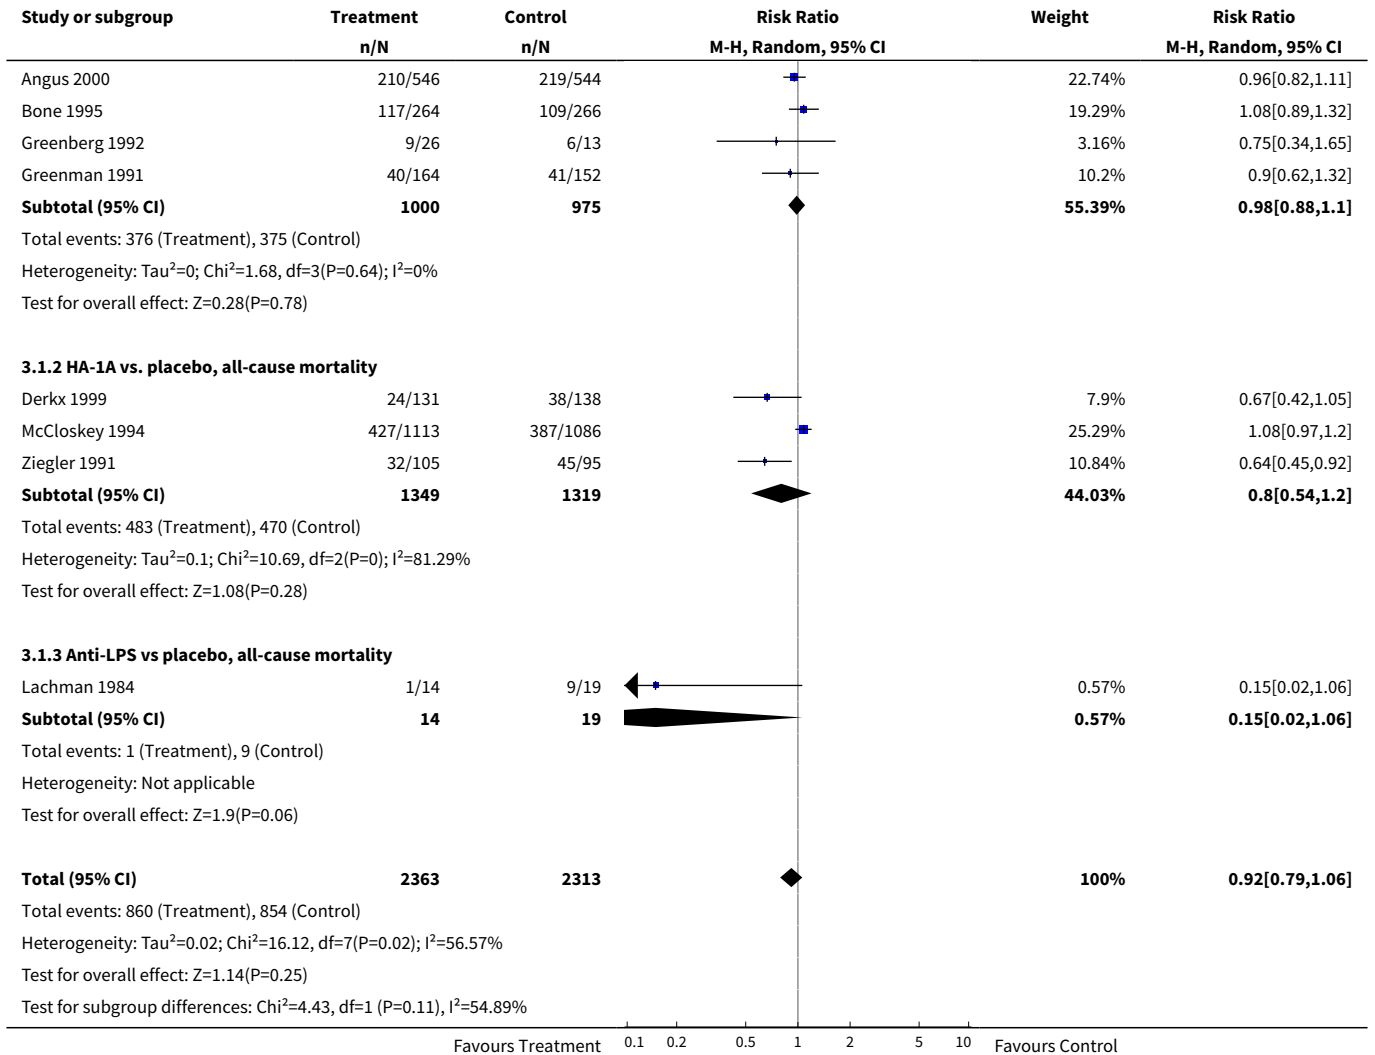 Study or subgroup Treatment Control Risk Ratio Weight Risk Ratio
n/N n/N M-H, Random, 95% CI M-H, Random, 95% CI
Angus 2000 210/546 219/544 22.74% 0.96[0.82,1.11]
Bone 1995 117/264 109/266 19.29% 1.08[0.89,1.32]
Greenberg 1992 9/26 6/13 3.16% 0.75[0.34,1.65]
Greenman 1991 40/164 41/152 10.2% 0.9[0.62,1.32]
Subtotal (95% CI) 1000 975 55.39% 0.98[0.88,1.1]
Total events: 376 (Treatment), 375 (Control)
Heterogeneity: Tau²=0; Chi²=1.68, df=3(P=0.64); I²=0%
Test for overall effect: Z=0.28(P=0.78)
3.1.2 HA-1A vs. placebo, all-cause mortality
Derkx 1999 24/131 38/138 7.9% 0.67[0.42,1.05]
McCloskey 1994 427/1113 387/1086 25.29% 1.08[0.97,1.2]
Ziegler 1991 32/105 45/95 10.84% 0.64[0.45,0.92]
Subtotal (95% CI) 1349 1319 44.03% 0.8[0.54,1.2]
Total events: 483 (Treatment), 470 (Control)
Heterogeneity: Tau²=0.1; Chi²=10.69, df=2(P=0); I²=81.29%
Test for overall effect: Z=1.08(P=0.28)
3.1.3 Anti-LPS vs placebo, all-cause mortality
Lachman 1984 1/14 9/19 0.57% 0.15[0.02,1.06]
Subtotal (95% CI) 14 19 0.57% 0.15[0.02,1.06]
Total events: 1 (Treatment), 9 (Control)
Heterogeneity: Not applicable
Test for overall effect: Z=1.9(P=0.06)
Total (95% CI) 2363 2313 100% 0.92[0.79,1.06]
Total events: 860 (Treatment), 854 (Control)
Heterogeneity: Tau²=0.02; Chi²=16.12, df=7(P=0.02); I²=56.57%
Test for overall effect: Z=1.14(P=0.25)
Test for subgroup differences: Chi²=4.43, df=1 (P=0.11), I²=54.89%
Favours Treatment 0.1 0.2 0.5 1 2 5 10 Favours Control